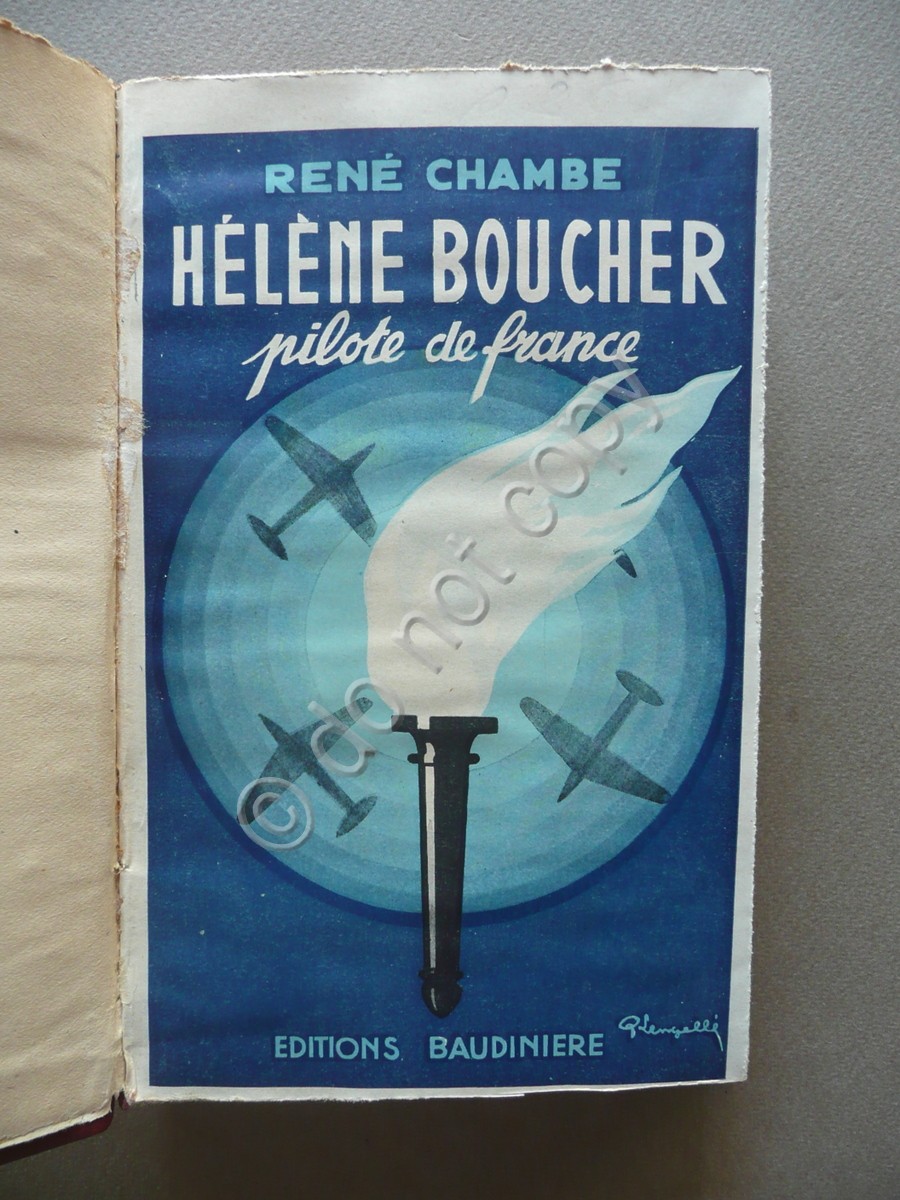 RENÉ CHAMBE
HÉLÈNE BOUCHER
pilote de france
© do not copy
EDITIONS BAUDINIERE